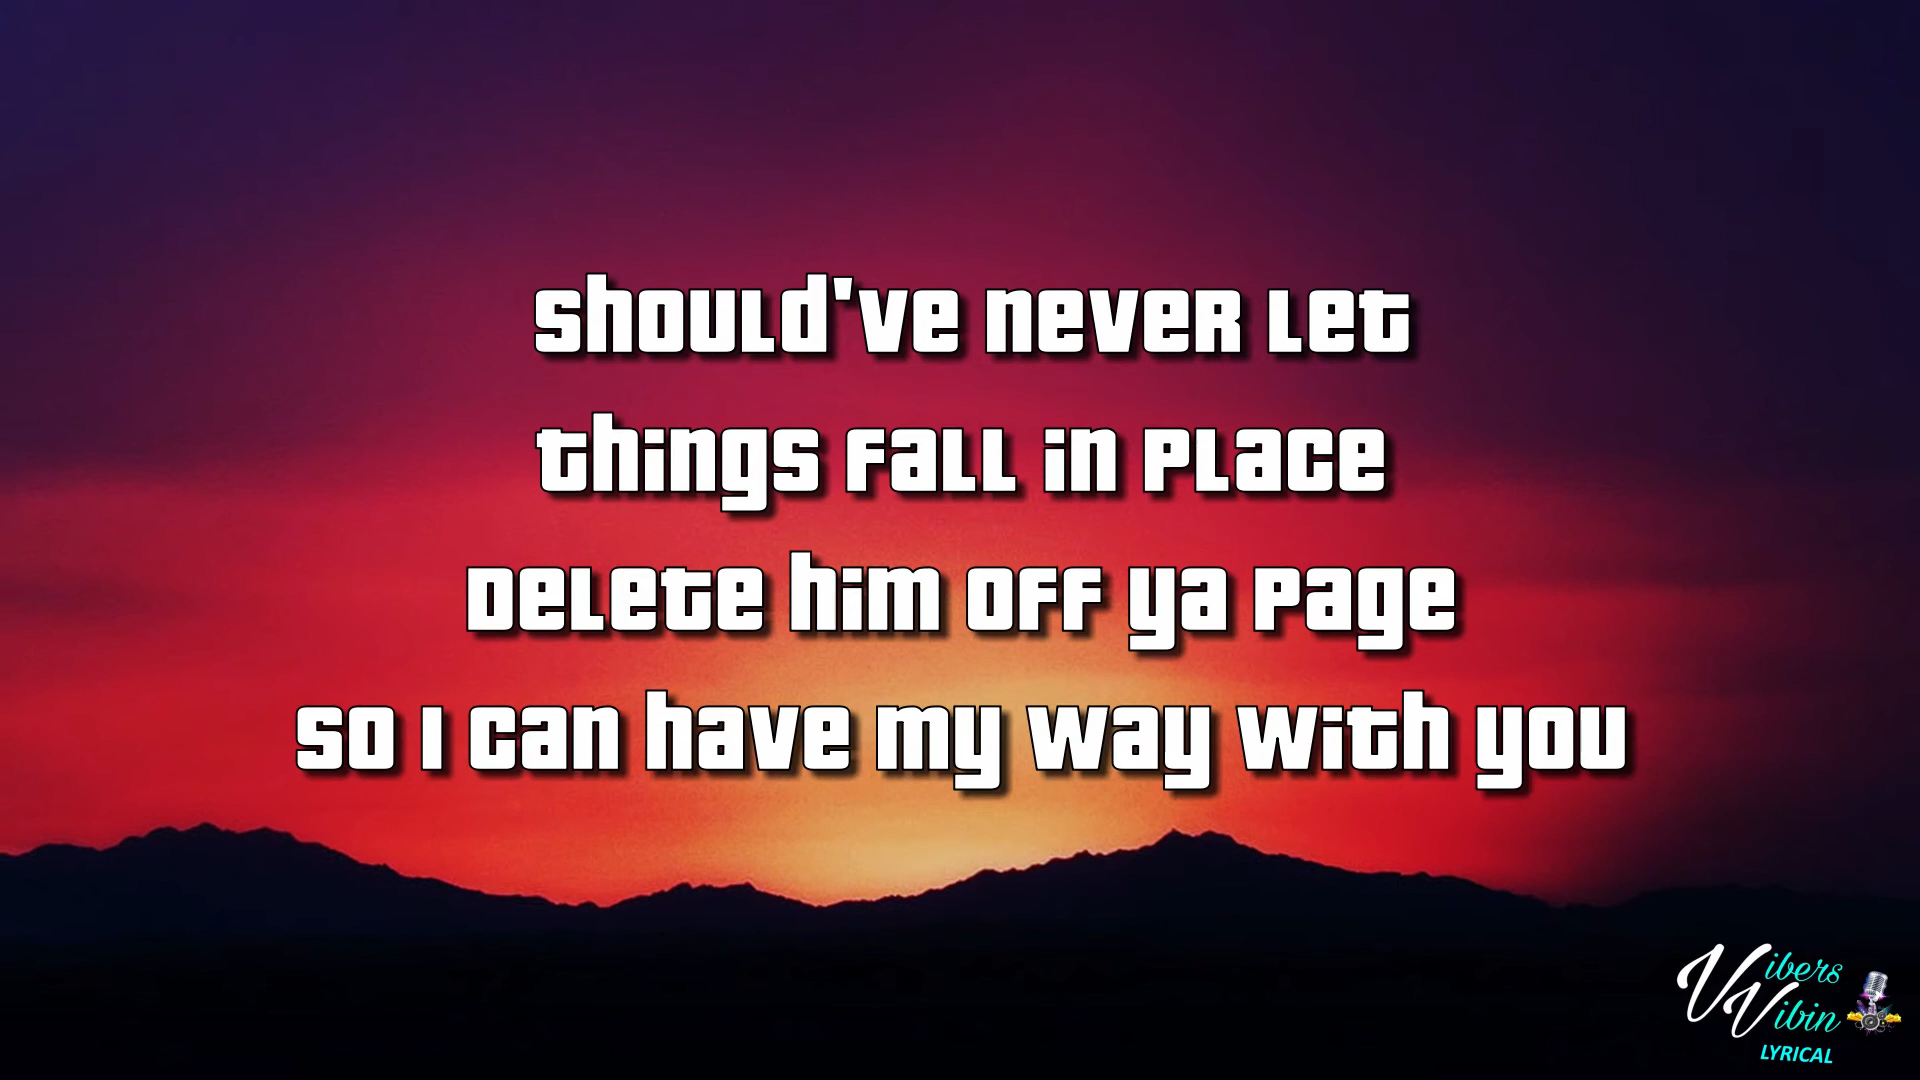 Should've never let
things fall in place
Delete him off ya page
So I can have my way with you
Vibers
Vibin
LYRICAL